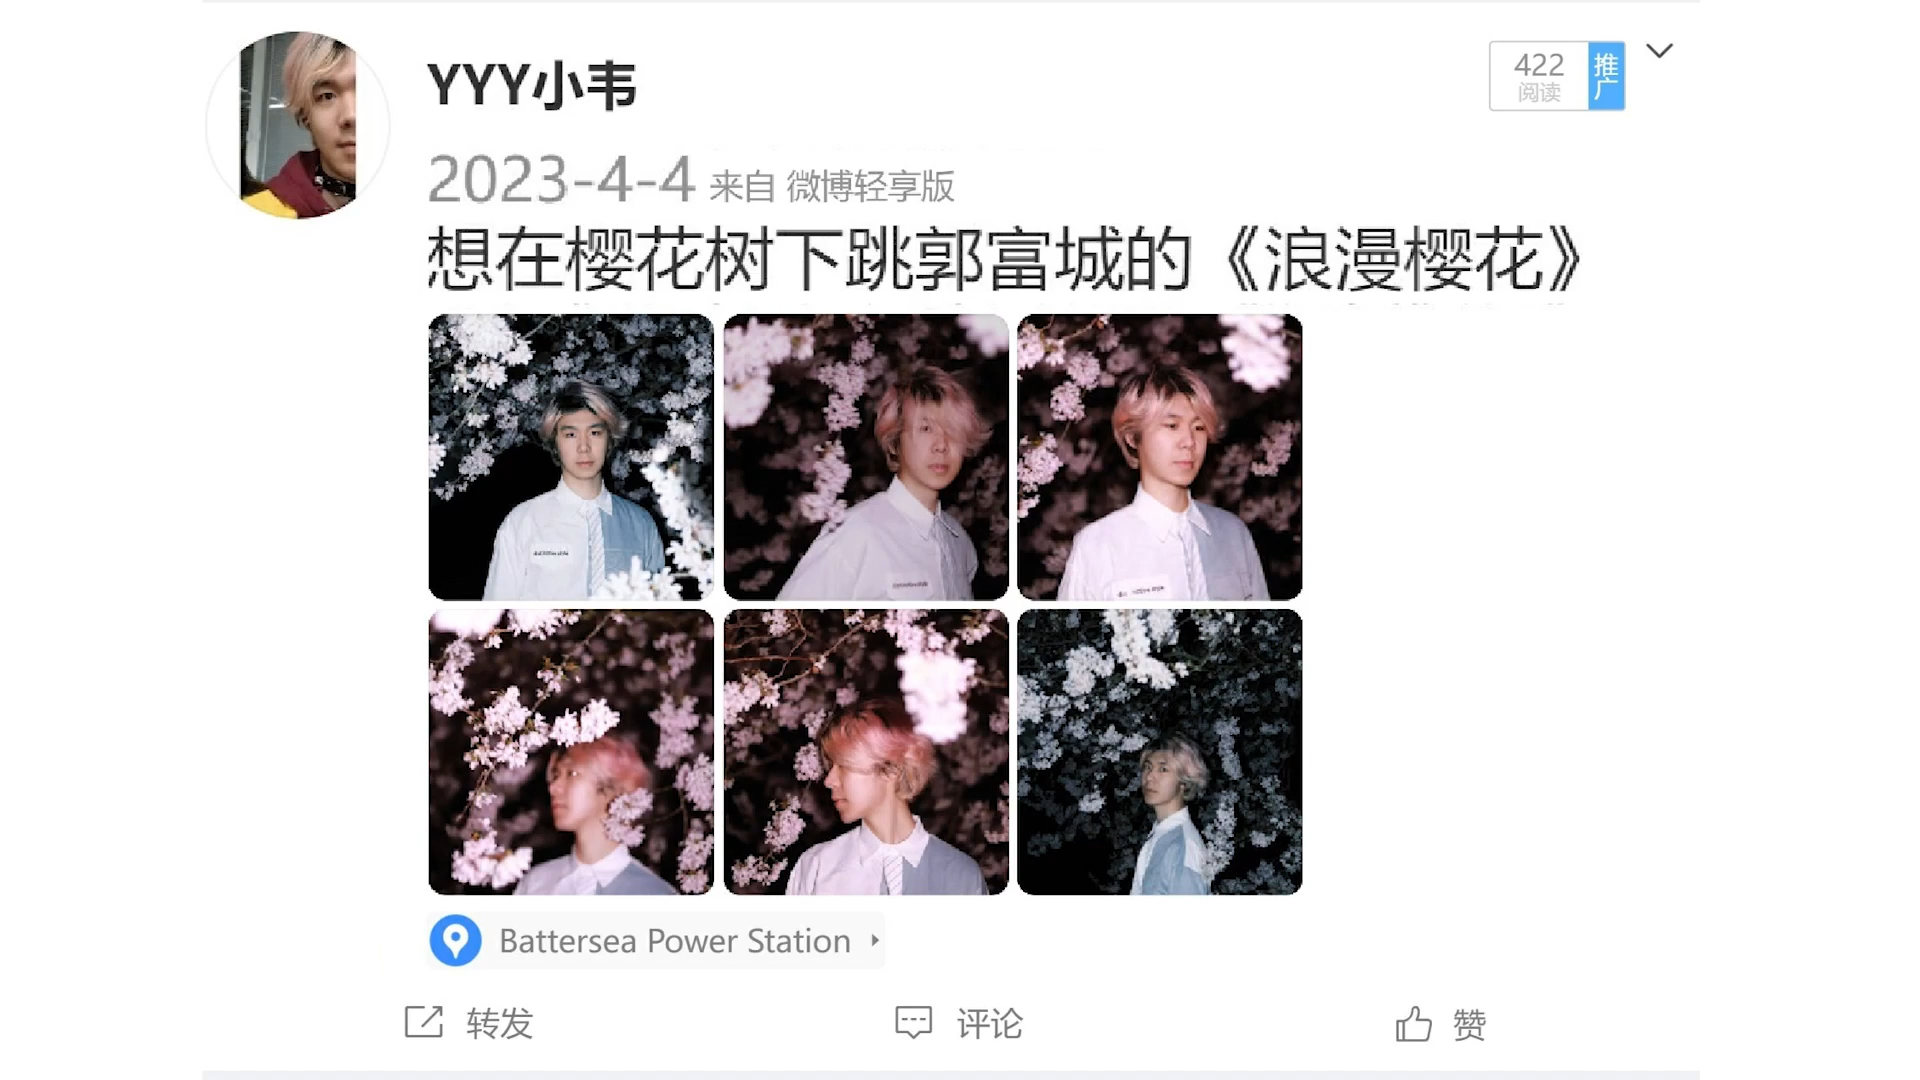 YYY小韦
422
阅读
推广
2023-4-4 来自 微博轻享版
想在樱花树下跳郭富城的《浪漫樱花》
Battersea Power Station
转发
评论
赞